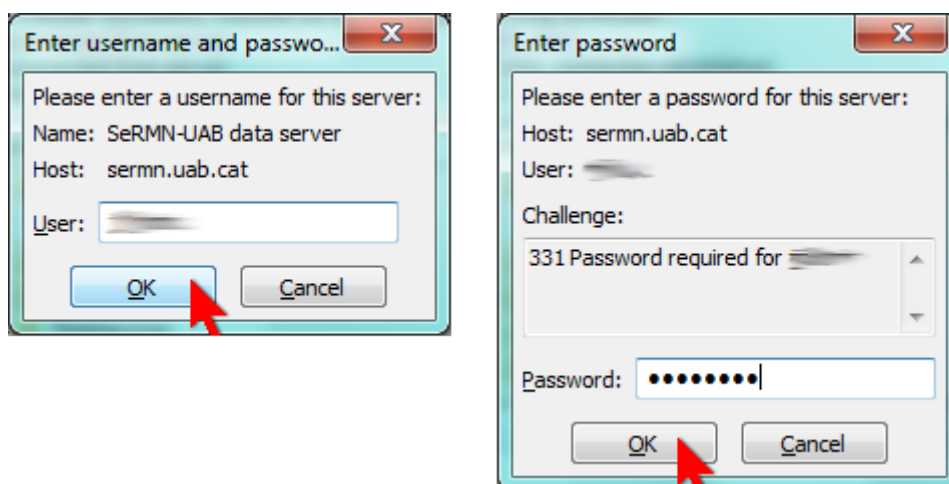 Enter username and passwo...
Please enter a username for this server:
Name: SeRMN-UAB data server
Host: sermn.uab.cat
User:
OK
Cancel
Enter password
Please enter a password for this server:
Host: sermn.uab.cat
User:
Challenge:
331 Password required for
Password: ●●●●●●●●
OK
Cancel